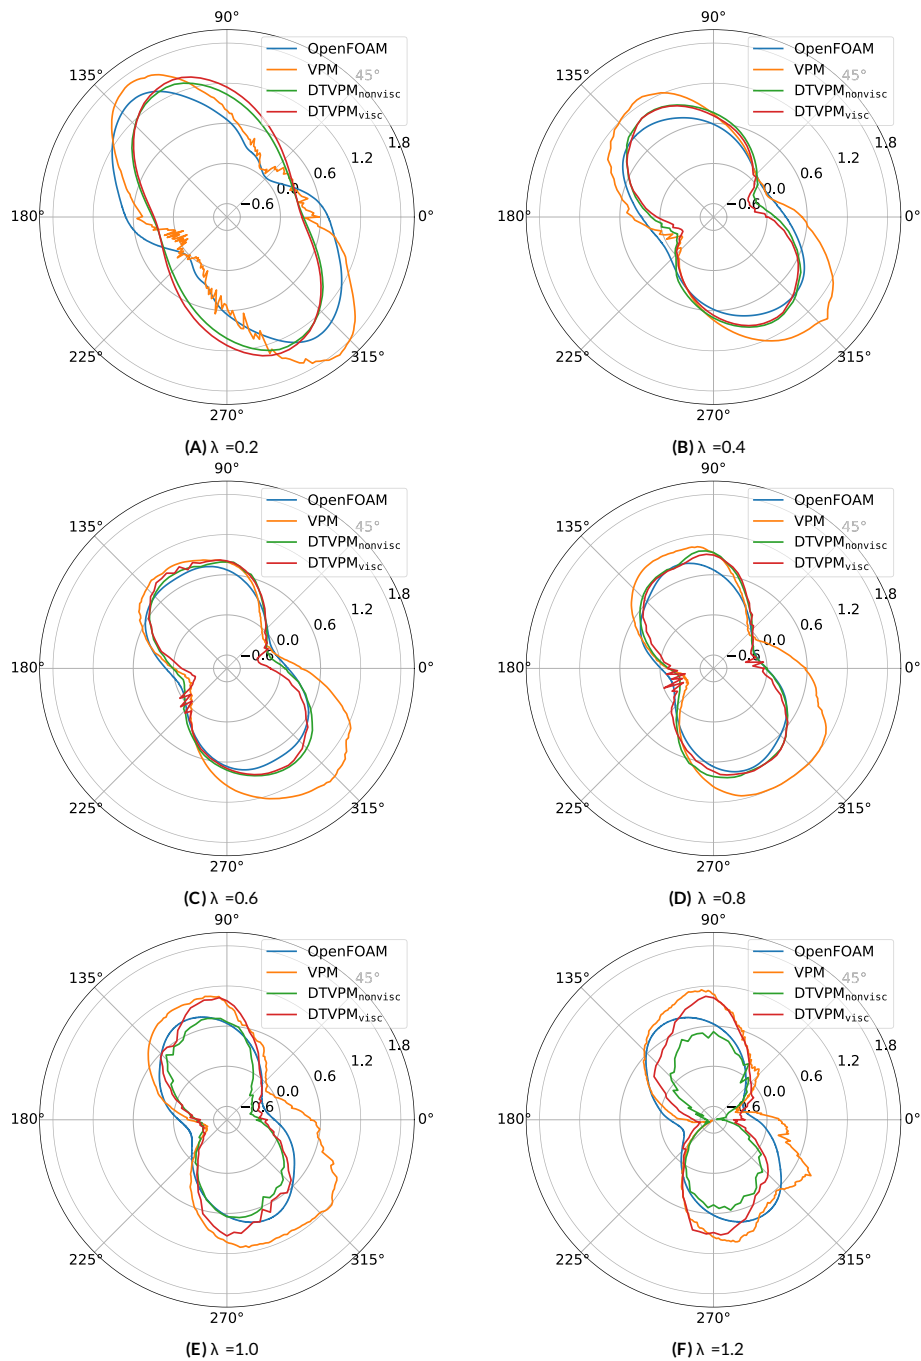 90°
135°
45°
OpenFOAM
VPM
DTVPMnonvisc
DTVPMvisc
1.8
1.2
0.6
0.0
−0.6
180°
0°
225°
315°
270°
(A) λ =0.2
90°
135°
45°
OpenFOAM
VPM
DTVPMnonvisc
DTVPMvisc
1.8
1.2
0.6
0.0
−0.6
180°
0°
225°
315°
270°
(B) λ =0.4
90°
135°
45°
OpenFOAM
VPM
DTVPMnonvisc
DTVPMvisc
1.8
1.2
0.6
0.0
−0.6
180°
0°
225°
315°
270°
(C) λ =0.6
90°
135°
45°
OpenFOAM
VPM
DTVPMnonvisc
DTVPMvisc
1.8
1.2
0.6
0.0
−0.6
180°
0°
225°
315°
270°
(D) λ =0.8
90°
135°
45°
OpenFOAM
VPM
DTVPMnonvisc
DTVPMvisc
1.8
1.2
0.6
0.0
−0.6
180°
0°
225°
315°
270°
(E) λ =1.0
90°
135°
45°
OpenFOAM
VPM
DTVPMnonvisc
DTVPMvisc
1.8
1.2
0.6
0.0
−0.6
180°
0°
225°
315°
270°
(F) λ =1.2